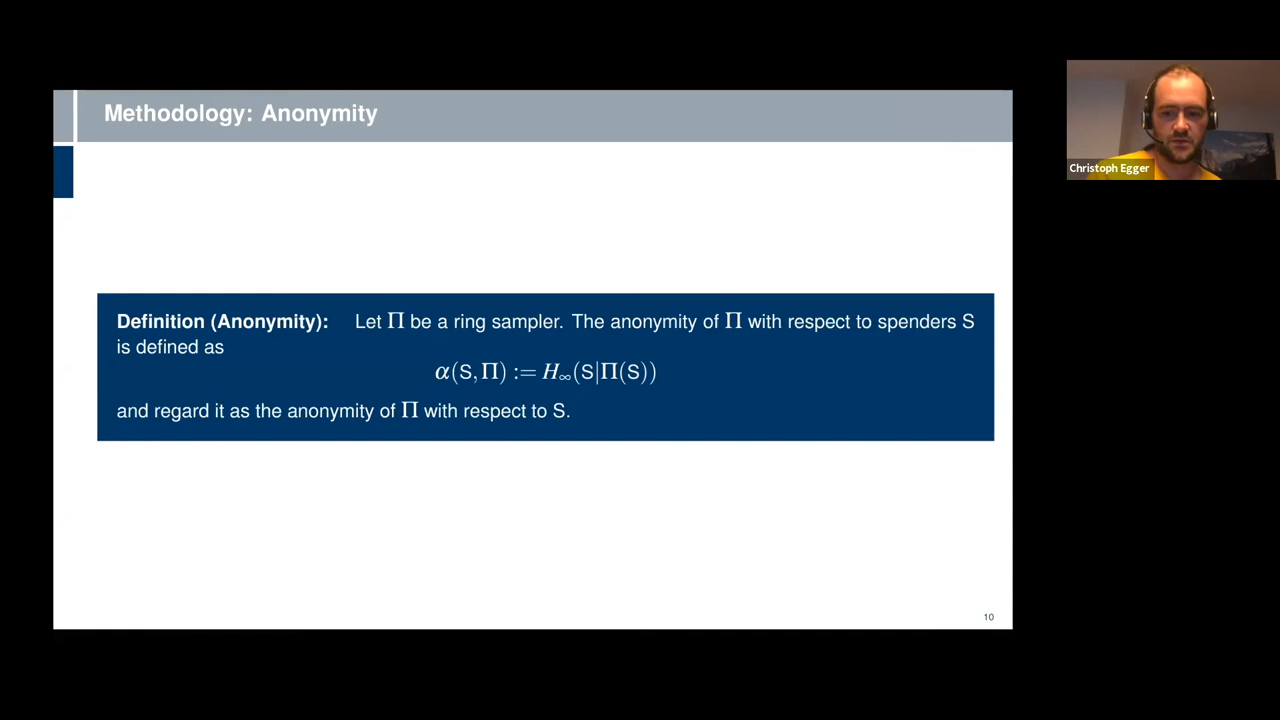 Methodology: Anonymity
Christoph Egger
Definition (Anonymity): Let Π be a ring sampler. The anonymity of Π with respect to spenders S
is defined as
α(S, Π) := H∞(S|Π(S))
and regard it as the anonymity of Π with respect to S.
10